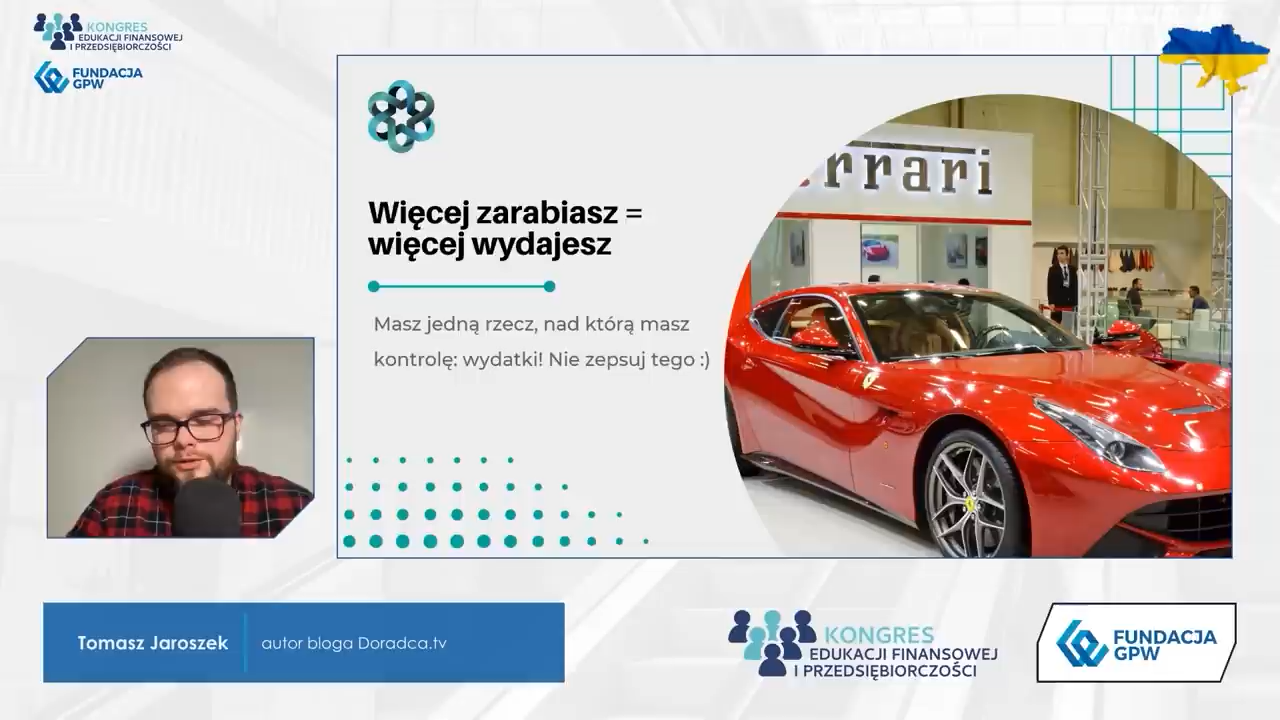 KONGRES
EDUKACJI FINANSOWEJ
I PRZEDSIĘBIORCZOŚCI
FUNDACJA
GPW
rrari
Więcej zarabiasz =
więcej wydajesz
Masz jedną rzecz, nad którą masz
kontrolę: wydatki! Nie zepsuj tego :)
Tomasz Jaroszek
autor bloga Doradca.tv
KONGRES
EDUKACJI FINANSOWEJ
I PRZEDSIĘBIORCZOŚCI
FUNDACJA
GPW